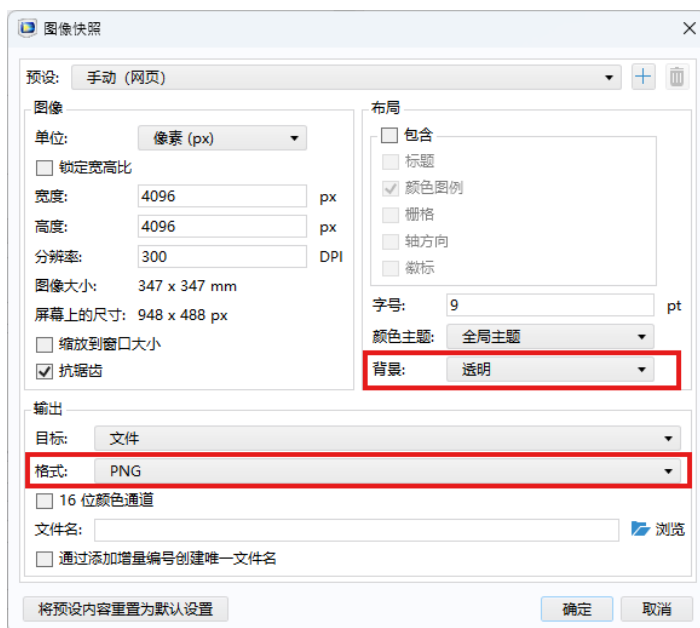 图像快照
预设: 手动 (网页)
图像
单位: 像素 (px)
锁定宽高比
宽度: 4096 px
高度: 4096 px
分辨率: 300 DPI
图像大小: 347 x 347 mm
屏幕上的尺寸: 948 x 488 px
缩放到窗口大小
抗锯齿
布局
包含
标题
颜色图例
栅格
轴方向
徽标
字号: 9 pt
颜色主题: 全局主题
背景: 透明
输出
目标: 文件
格式: PNG
16 位颜色通道
文件名: 浏览
通过添加增量编号创建唯一文件名
将预设内容重置为默认设置 确定 取消